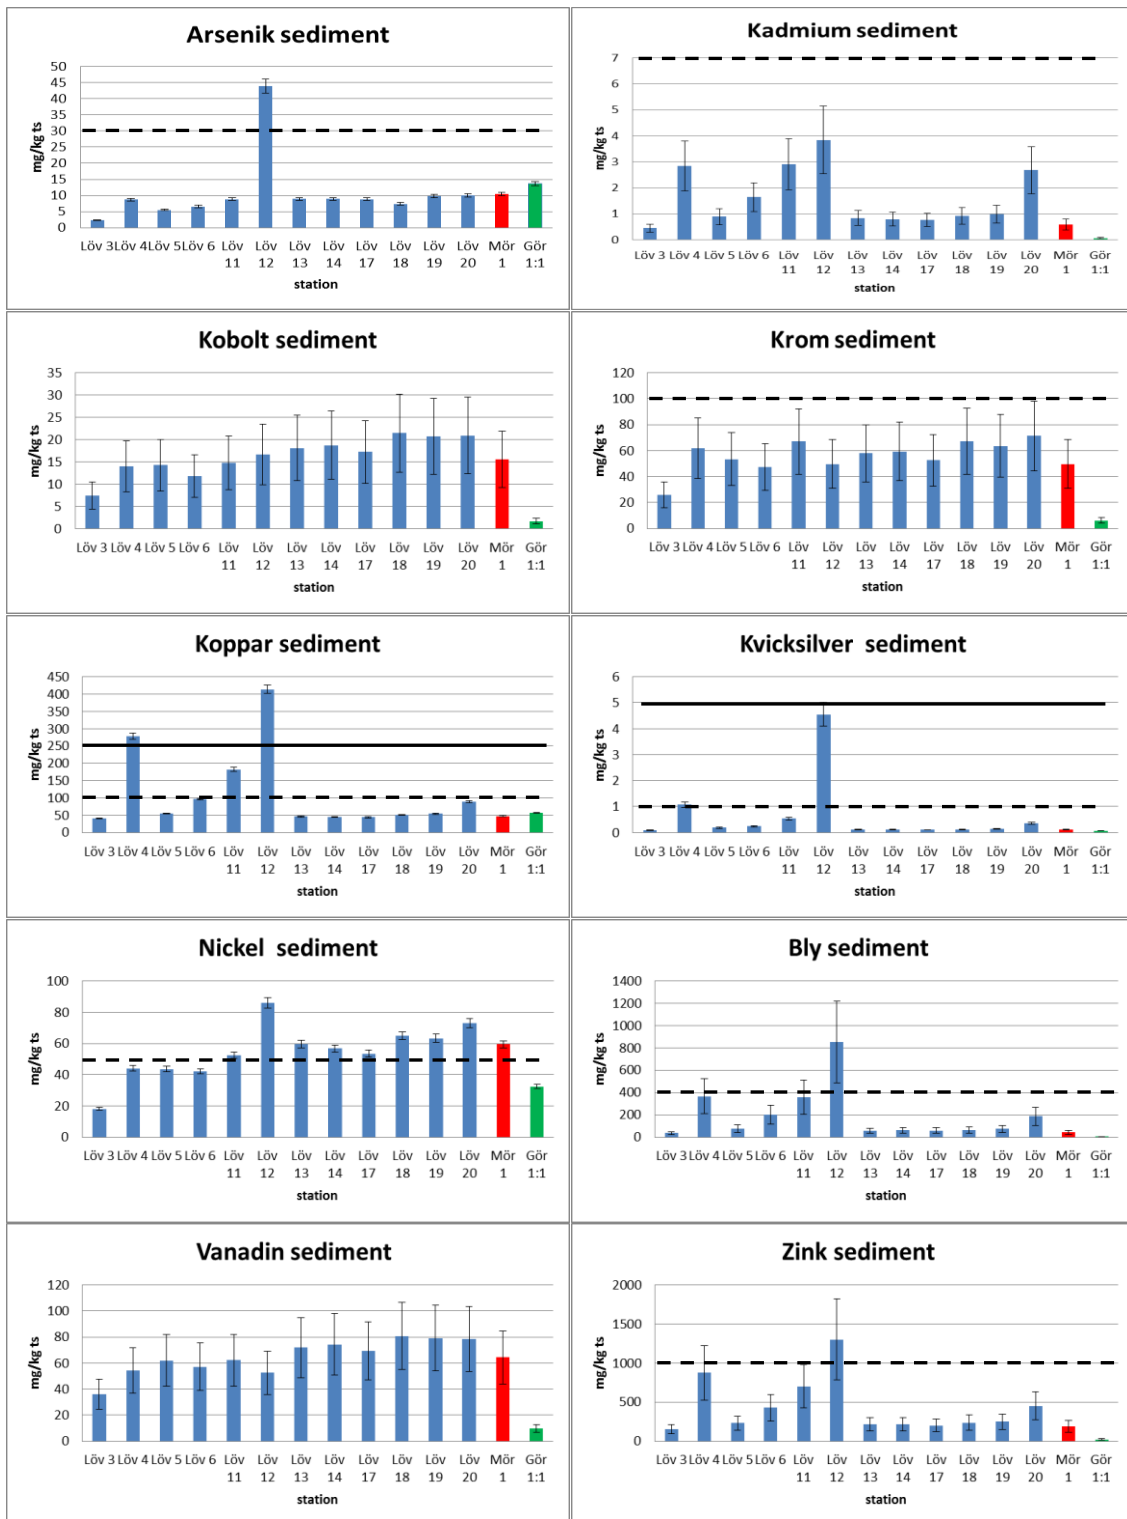 Arsenik sediment
mg/kg ts
50
45
40
35
30
25
20
15
10
5
0
Löv 3 Löv 4 Löv 5 Löv 6 Löv Löv Löv Löv Löv Löv Löv Löv Mör Gör
11 12 13 14 17 18 19 20 1 1:1
station
Kadmium sediment
mg/kg ts
7
6
5
4
3
2
1
0
Löv 3 Löv 4 Löv 5 Löv 6 Löv Löv Löv Löv Löv Löv Löv Löv Mör Gör
11 12 13 14 17 18 19 20 1 1:1
station
Kobolt sediment
mg/kg ts
35
30
25
20
15
10
5
0
Löv 3 Löv 4 Löv 5 Löv 6 Löv Löv Löv Löv Löv Löv Löv Löv Mör Gör
11 12 13 14 17 18 19 20 1 1:1
station
Krom sediment
mg/kg ts
120
100
80
60
40
20
0
Löv 3 Löv 4 Löv 5 Löv 6 Löv Löv Löv Löv Löv Löv Löv Löv Mör Gör
11 12 13 14 17 18 19 20 1 1:1
station
Koppar sediment
mg/kg ts
450
400
350
300
250
200
150
100
50
0
Löv 3 Löv 4 Löv 5 Löv 6 Löv Löv Löv Löv Löv Löv Löv Löv Mör Gör
11 12 13 14 17 18 19 20 1 1:1
station
Kvicksilver sediment
mg/kg ts
6
5
4
3
2
1
0
Löv 3 Löv 4 Löv 5 Löv 6 Löv Löv Löv Löv Löv Löv Löv Löv Mör Gör
11 12 13 14 17 18 19 20 1 1:1
station
Nickel sediment
mg/kg ts
100
80
60
40
20
0
Löv 3 Löv 4 Löv 5 Löv 6 Löv Löv Löv Löv Löv Löv Löv Löv Mör Gör
11 12 13 14 17 18 19 20 1 1:1
station
Bly sediment
mg/kg ts
1400
1200
1000
800
600
400
200
0
Löv 3 Löv 4 Löv 5 Löv 6 Löv Löv Löv Löv Löv Löv Löv Löv Mör Gör
11 12 13 14 17 18 19 20 1 1:1
station
Vanadin sediment
mg/kg ts
120
100
80
60
40
20
0
Löv 3 Löv 4 Löv 5 Löv 6 Löv Löv Löv Löv Löv Löv Löv Löv Mör Gör
11 12 13 14 17 18 19 20 1 1:1
station
Zink sediment
mg/kg ts
2000
1500
1000
500
0
Löv 3 Löv 4 Löv 5 Löv 6 Löv Löv Löv Löv Löv Löv Löv Löv Mör Gör
11 12 13 14 17 18 19 20 1 1:1
station